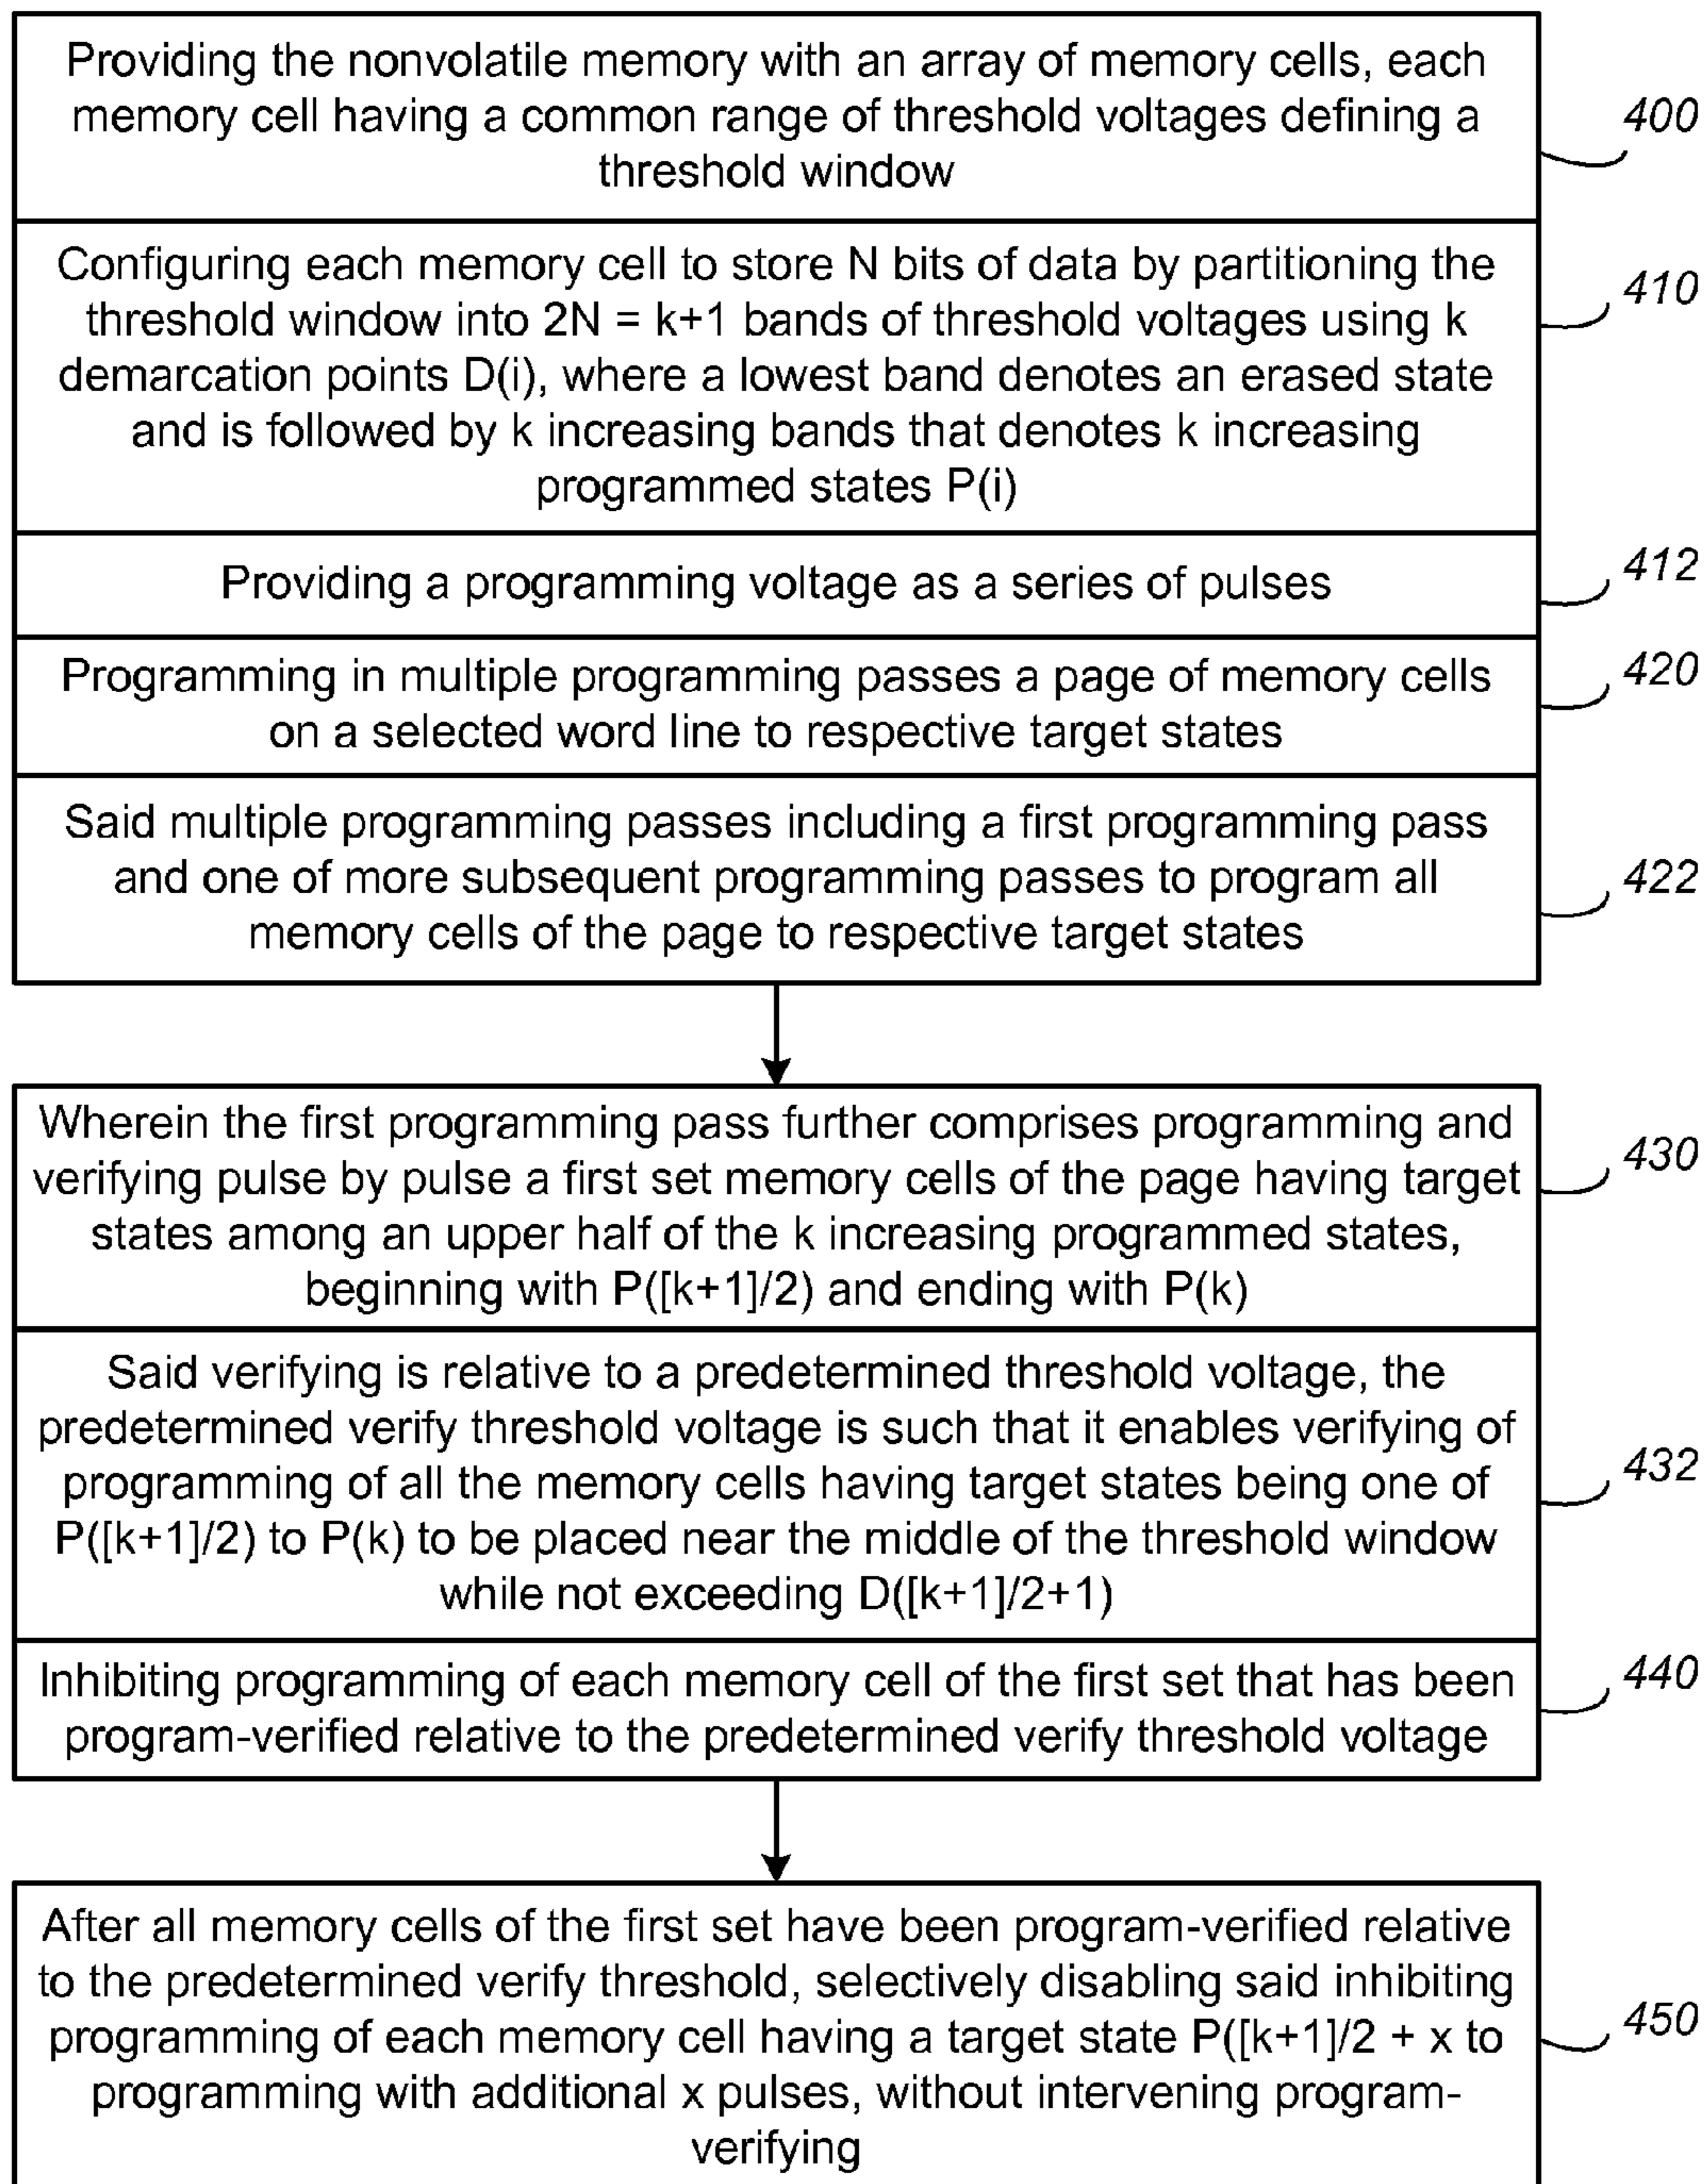 Providing the nonvolatile memory with an array of memory cells, each
memory cell having a common range of threshold voltages defining a
threshold window
400
Configuring each memory cell to store N bits of data by partitioning the
threshold window into 2N = k+1 bands of threshold voltages using k
demarcation points D(i), where a lowest band denotes an erased state
and is followed by k increasing bands that denotes k increasing
programmed states P(i)
410
Providing a programming voltage as a series of pulses
412
Programming in multiple programming passes a page of memory cells
on a selected word line to respective target states
420
Said multiple programming passes including a first programming pass
and one of more subsequent programming passes to program all
memory cells of the page to respective target states
422
Wherein the first programming pass further comprises programming and
verifying pulse by pulse a first set memory cells of the page having target
states among an upper half of the k increasing programmed states,
beginning with P([k+1]/2) and ending with P(k)
430
Said verifying is relative to a predetermined threshold voltage, the
predetermined verify threshold voltage is such that it enables verifying of
programming of all the memory cells having target states being one of
P([k+1]/2) to P(k) to be placed near the middle of the threshold window
while not exceeding D([k+1]/2+1)
432
Inhibiting programming of each memory cell of the first set that has been
program-verified relative to the predetermined verify threshold voltage
440
After all memory cells of the first set have been program-verified relative
to the predetermined verify threshold, selectively disabling said inhibiting
programming of each memory cell having a target state P([k+1]/2 + x to
programming with additional x pulses, without intervening program-
verifying
450